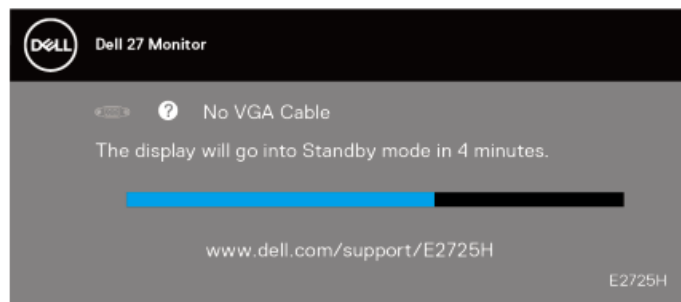 DELL
Dell 27 Monitor
? No VGA Cable
The display will go into Standby mode in 4 minutes.
www.dell.com/support/E2725H
E2725H